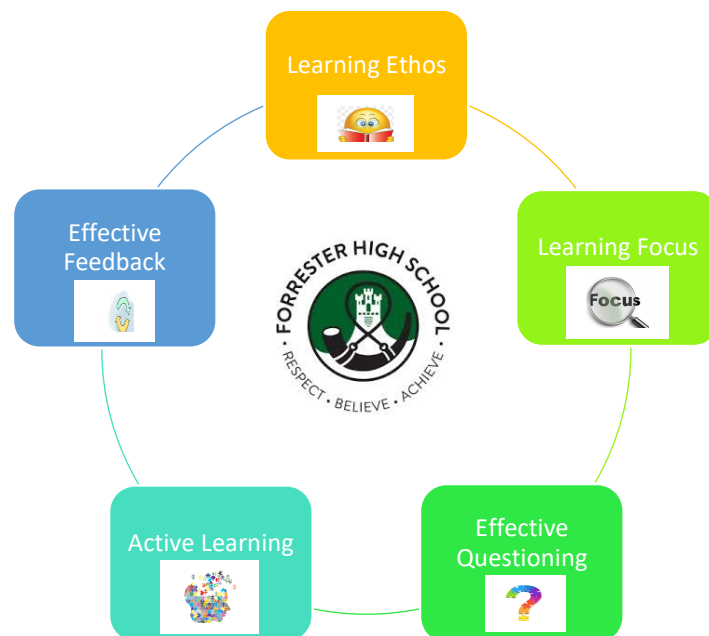 Learning Ethos
Learning Focus
Focus
Effective
Questioning
Active Learning
Effective
Feedback
· FORRESTER HIGH SCHOOL ·
RESPECT · BELIEVE · ACHIEVE